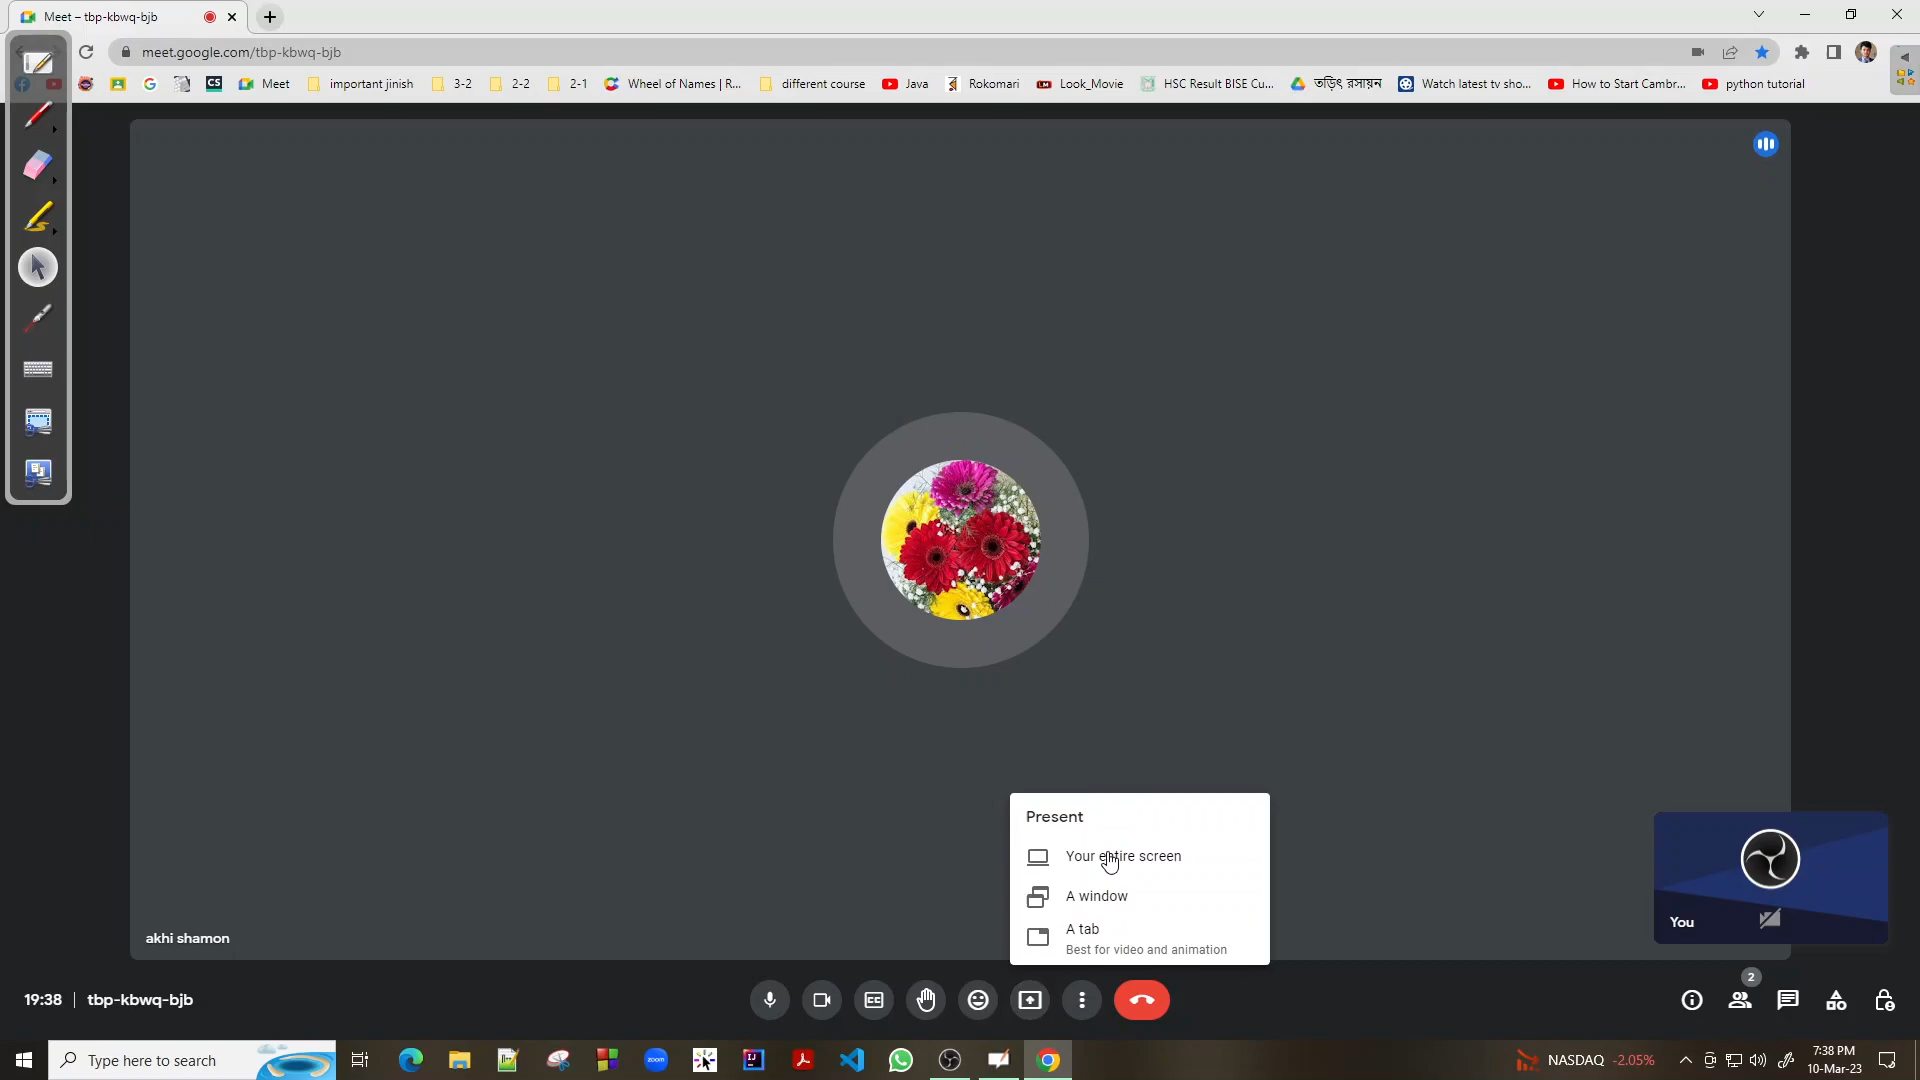 Meet – tbp-kbwq-bjb
meet.google.com/tbp-kbwq-bjb
Meet
important jinish
3-2
2-2
2-1
Wheel of Names | R...
different course
Java
Rokomari
Look_Movie
HSC Result BISE Cu...
তড়িৎ রসায়ন
Watch latest tv sho...
How to Start Cambr...
python tutorial
Present
Your entire screen
A window
A tab
Best for video and animation
You
akhi shamon
19:38 | tbp-kbwq-bjb
2
Type here to search
zoom
NASDAQ -2.05%
7:38 PM
10-Mar-23